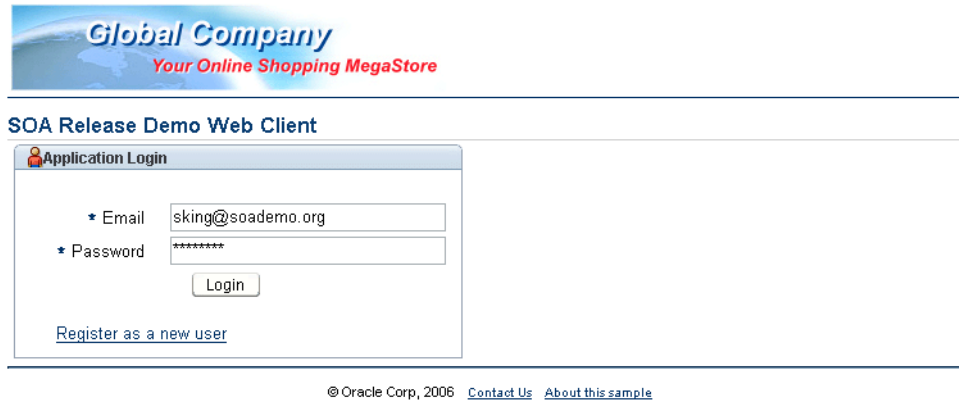 Global Company
Your Online Shopping MegaStore
SOA Release Demo Web Client
Application Login
* Email sking@soademo.org
* Password ********
Login
Register as a new user
© Oracle Corp, 2006 Contact Us About this sample